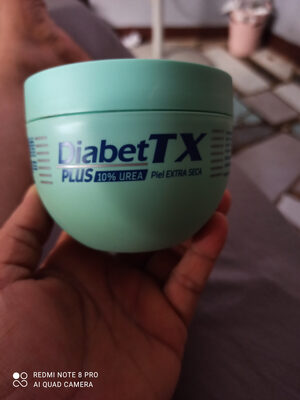 DiabetTX
PLUS 10% UREA Piel EXTRA SECA
REDMI NOTE 8 PRO
AI QUAD CAMERA